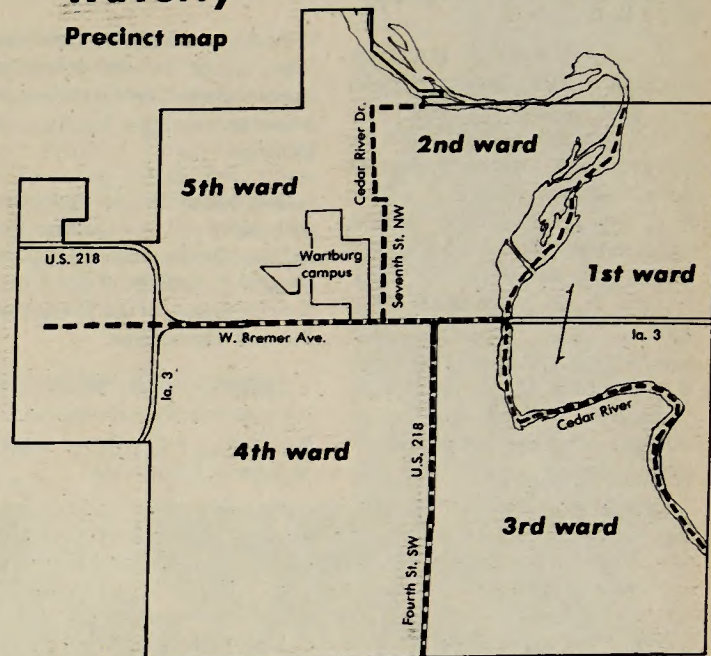 Precinct map
Cedar River Dr.
2nd ward
5th ward
Wartburg
campus
Seventh St. NW
U.S. 218
1st ward
Ia. 3
W. Bremer Ave.
Ia. 3
Cedar River
4th ward
U.S. 218
3rd ward
Fourth St. SW